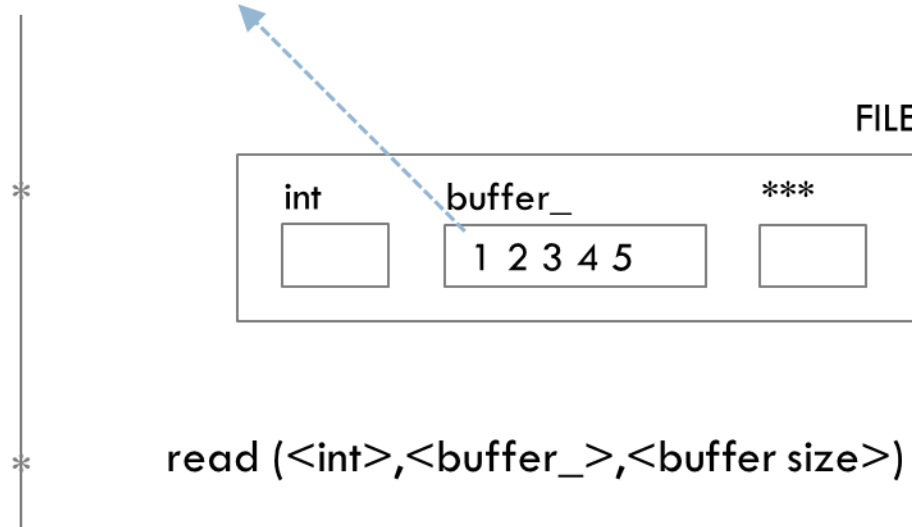 FILE
int buffer_ ***
1 2 3 4 5
*
*
read (<int>,<buffer_>,<buffer size>)